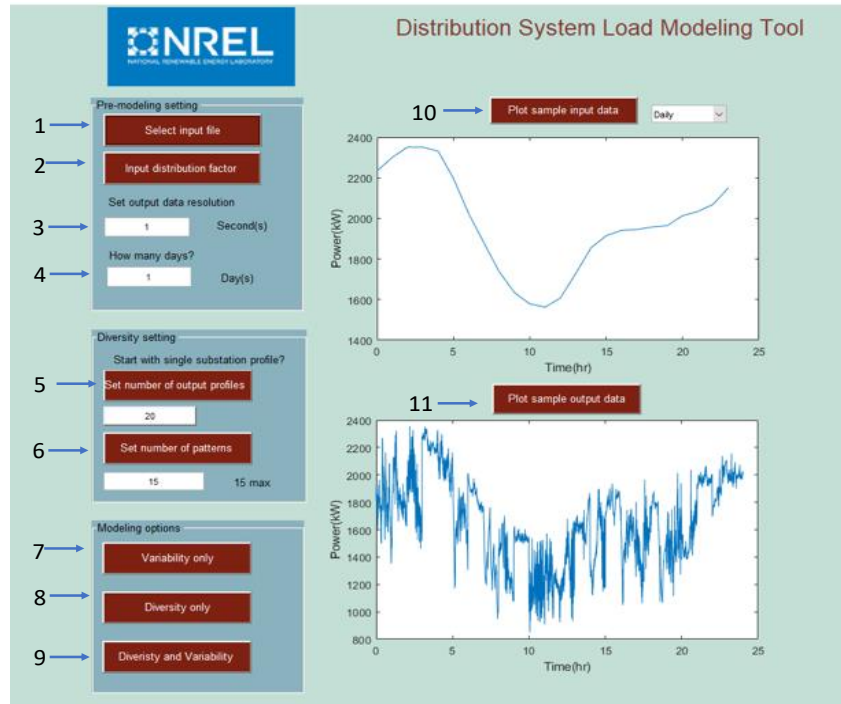 NREL
NATIONAL RENEWABLE ENERGY LABORATORY
Distribution System Load Modeling Tool
Pre-modeling setting
1
Select input file
2
Input distribution factor
Set output data resolution
3
1 Second(s)
How many days?
4
1 Day(s)
Diversity setting
Start with single substation profile?
5
Set number of output profiles
20
6
Set number of patterns
15 15 max
Modeling options
7
Variability only
8
Diversity only
9
Diveristy and Variability
10
Plot sample input data
Daily
2400
2200
2000
1800
1600
1400
Power(kW)
0 5 10 15 20 25
Time(hr)
11
Plot sample output data
2400
2200
2000
1800
1600
1400
1200
1000
800
Power(kW)
0 5 10 15 20 25
Time(hr)